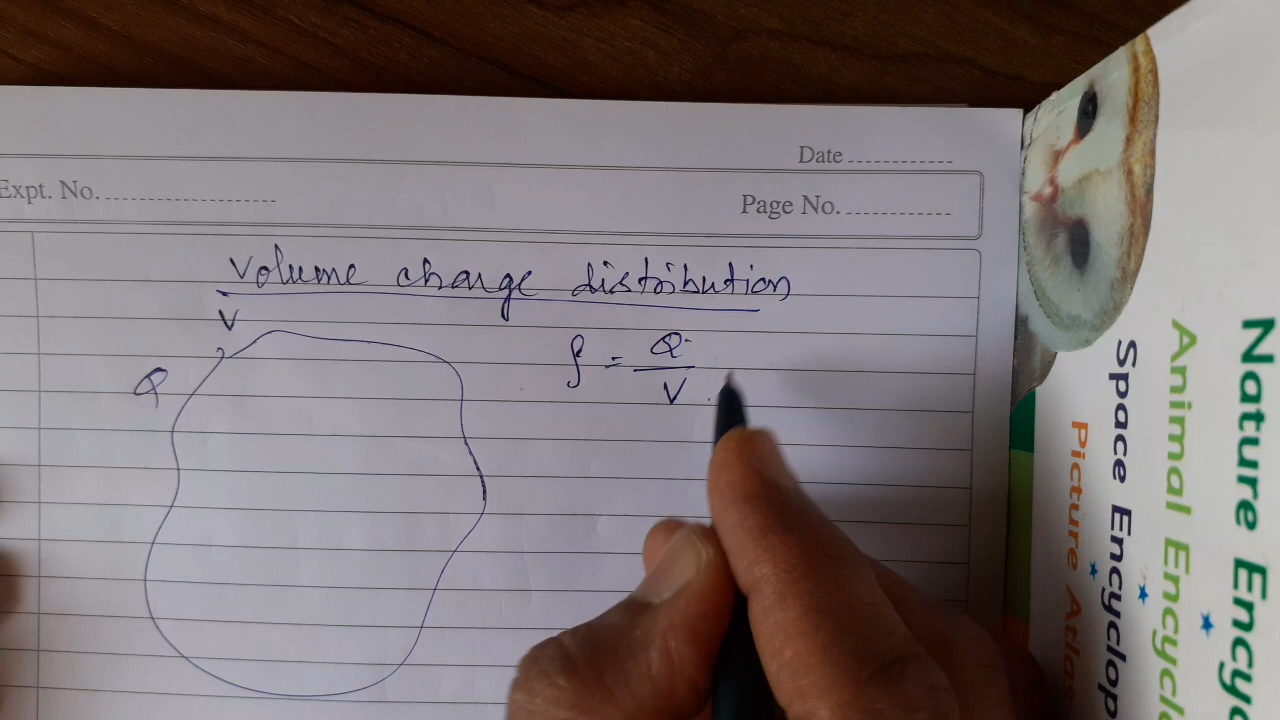 Date
Expt. No.
Page No.
Volume charge distribution
V
Q
ρ = Q/V
Nature Ency
Animal Encycl
Space Encyclop
Picture Atlas